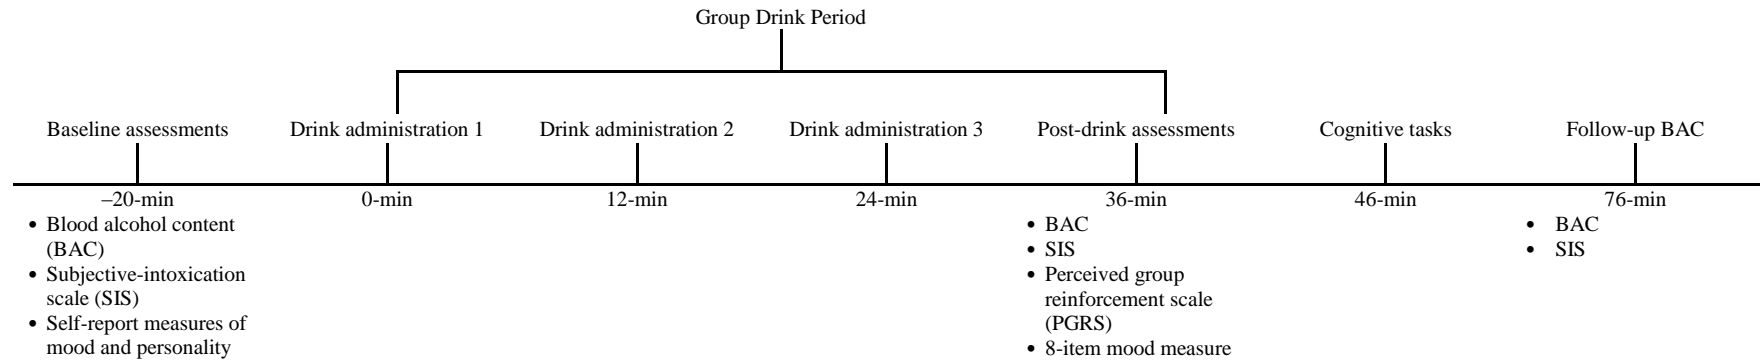 Group Drink Period
Baseline assessments
Drink administration 1
Drink administration 2
Drink administration 3
Post-drink assessments
Cognitive tasks
Follow-up BAC
–20-min
0-min
12-min
24-min
36-min
46-min
76-min
• Blood alcohol content
(BAC)
• Subjective-intoxication
scale (SIS)
• Self-report measures of
mood and personality
• BAC
• SIS
• Perceived group
reinforcement scale
(PGRS)
• 8-item mood measure
• BAC
• SIS